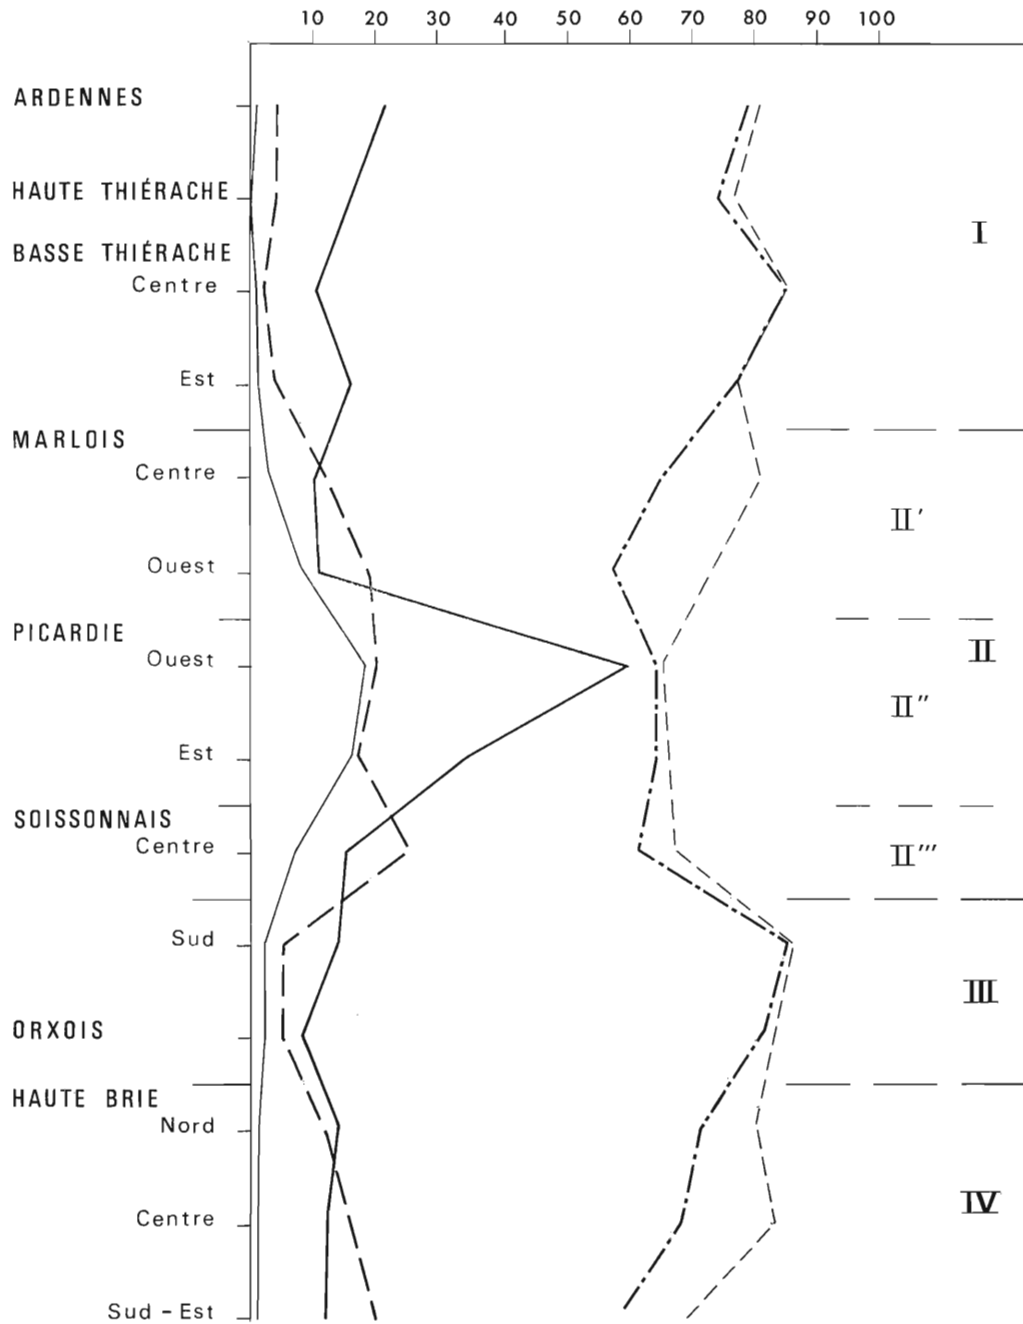 10 20 30 40 50 60 70 80 90 100
ARDENNES
HAUTE THIÉRACHE
I
BASSE THIÉRACHE
Centre
Est
MARLOIS
Centre
II'
Ouest
PICARDIE
II
Ouest
II"
Est
SOISSONNAIS
Centre
II'''
Sud
III
ORXOIS
HAUTE BRIE
Nord
IV
Centre
Sud - Est